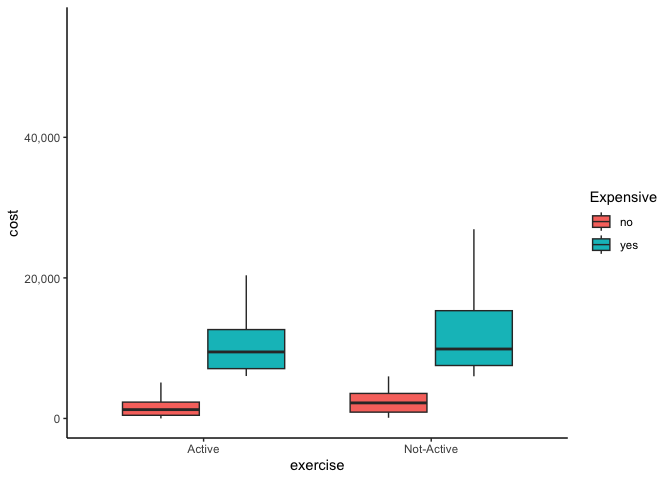 40,000
20,000
0
cost
Active
Not-Active
exercise
Expensive
no
yes